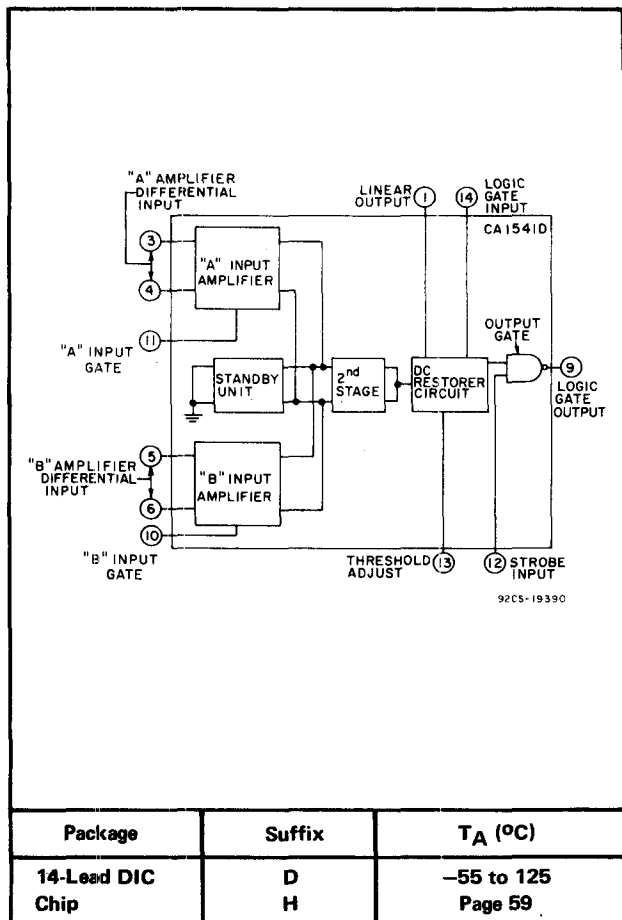 "A" AMPLIFIER
DIFFERENTIAL
INPUT
LINEAR
OUTPUT
1
14
LOGIC
GATE
INPUT
CA1541D
3
4
"A" INPUT
AMPLIFIER
11
"A" INPUT
GATE
OUTPUT
GATE
STANDBY
UNIT
2nd
STAGE
DC
RESTORER
CIRCUIT
9
LOGIC
GATE
OUTPUT
5
"B" AMPLIFIER
DIFFERENTIAL
INPUT
6
"B" INPUT
AMPLIFIER
10
"B" INPUT
GATE
THRESHOLD
ADJUST
13
12
STROBE
INPUT
92CS-19390
Package Suffix TA (°C)
14-Lead DIC D –55 to 125
Chip H Page 59